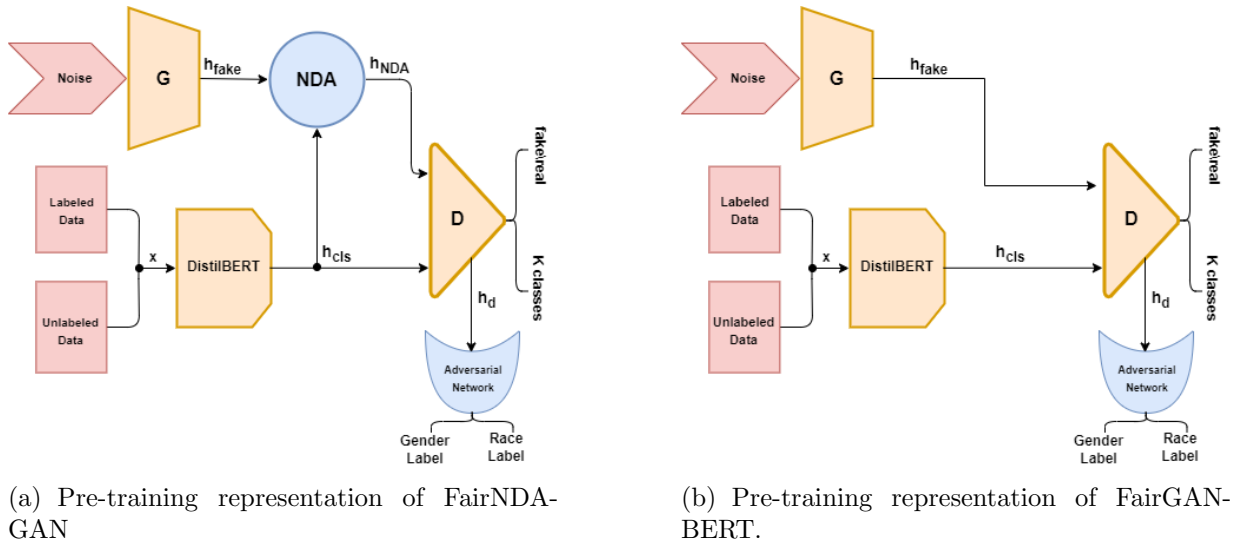 Noise
G
h_fake
NDA
h_NDA
Labeled
Data
Unlabeled
Data
x
DistilBERT
h_cls
D
fake\real
K classes
h_d
Adversarial
Network
Gender
Label
Race
Label
(a) Pre-training representation of FairNDA-
GAN
Noise
G
h_fake
Labeled
Data
Unlabeled
Data
x
DistilBERT
h_cls
D
fake\real
K classes
h_d
Adversarial
Network
Gender
Label
Race
Label
(b) Pre-training representation of FairGAN-
BERT.